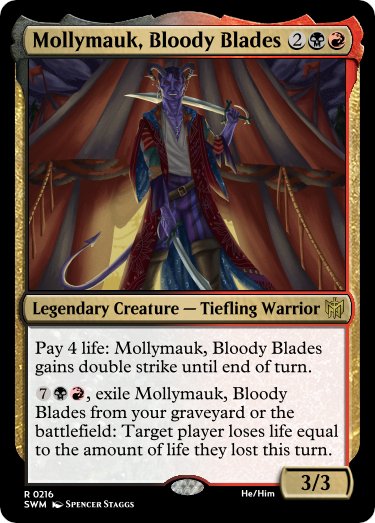 Mollymauk, Bloody Blades 2
Legendary Creature — Tiefling Warrior
Pay 4 life: Mollymauk, Bloody Blades
gains double strike until end of turn.
7, exile Mollymauk, Bloody
Blades from your graveyard or the
battlefield: Target player loses life equal
to the amount of life they lost this turn.
3/3
R 0216
He/Him
SWM Spencer Staggs